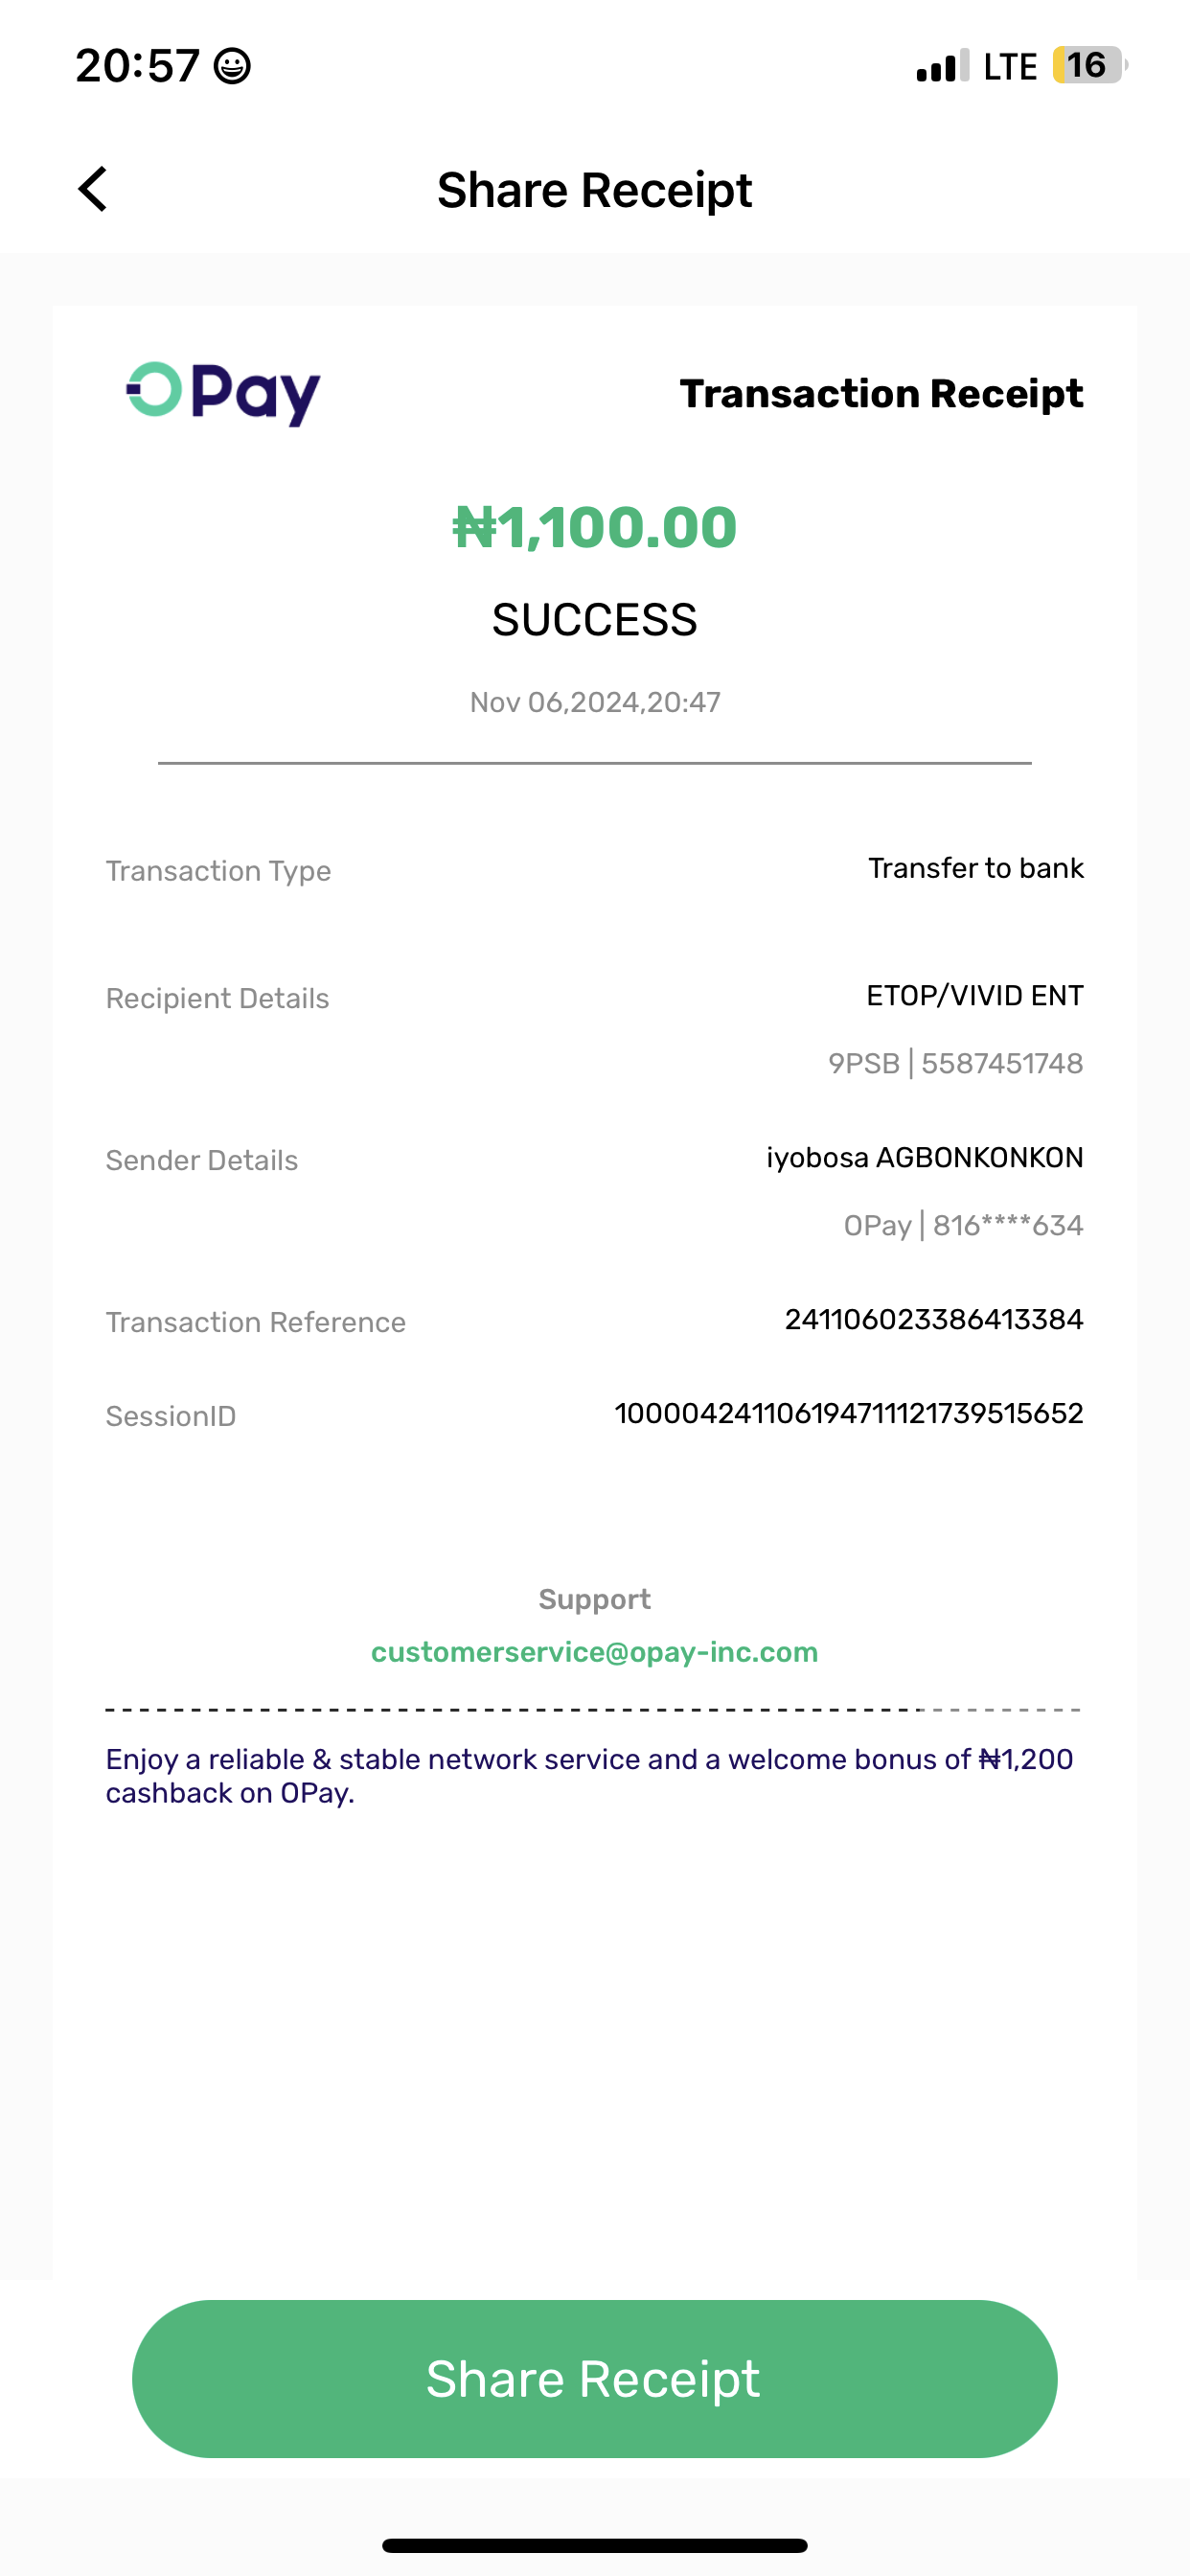 20:57
LTE 16
Share Receipt
OPay
Transaction Receipt
₦1,100.00
SUCCESS
Nov 06,2024,20:47
Transaction Type
Transfer to bank
Recipient Details
ETOP/VIVID ENT
9PSB | 5587451748
Sender Details
iyobosa AGBONKONKON
OPay | 816****634
Transaction Reference
241106023386413384
SessionID
100004241106194711121739515652
Support
customerservice@opay-inc.com
Enjoy a reliable & stable network service and a welcome bonus of ₦1,200
cashback on OPay.
Share Receipt